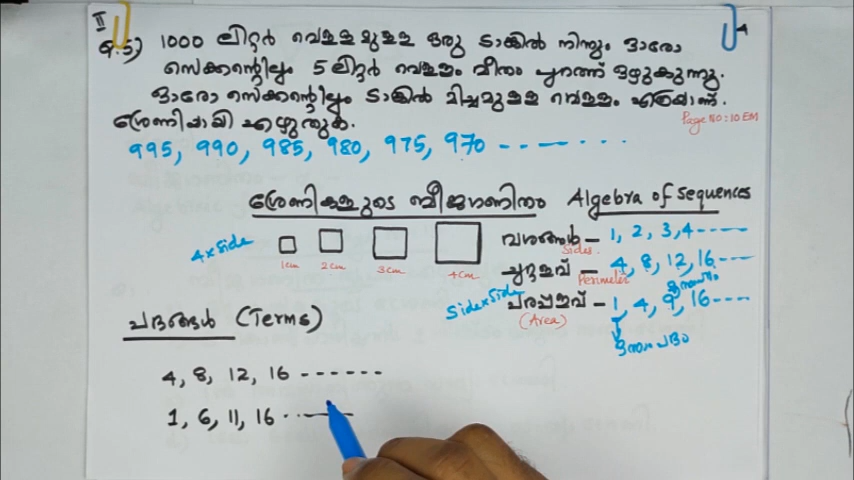 II
4
Q.5) 1000 ലിറ്റർ വെള്ളമുള്ള ഒരു ടാങ്കിൽ നിന്നും ഓരോ
സെക്കന്റിലും 5 ലിറ്റർ വെള്ളം വീതം പുറത്ത് ഒഴുകുന്നു.
ഓരോ സെക്കന്റിലും ടാങ്കിൽ മിച്ചമുള്ള വെള്ളം എത്രയാണ്.
ശ്രേണിയായി എഴുതുക.
Page NO: 10 EM
995, 990, 985, 980, 975, 970 ------...
ശ്രേണികളുടെ ബീജഗണിതം Algebra of Sequences
4×Side
1cm 2cm 3cm 4cm
വശങ്ങൾ – 1, 2, 3, 4-----
Sides.
ചുറ്റളവ് – 4, 8, 12, 16----
Perimeter
Side×Side
പരപ്പളവ് – 1, 4, 9, 16----
(Area)
ഒന്നാം പദം
പദങ്ങൾ (Terms)
4, 8, 12, 16 ------
1, 6, 11, 16 ------